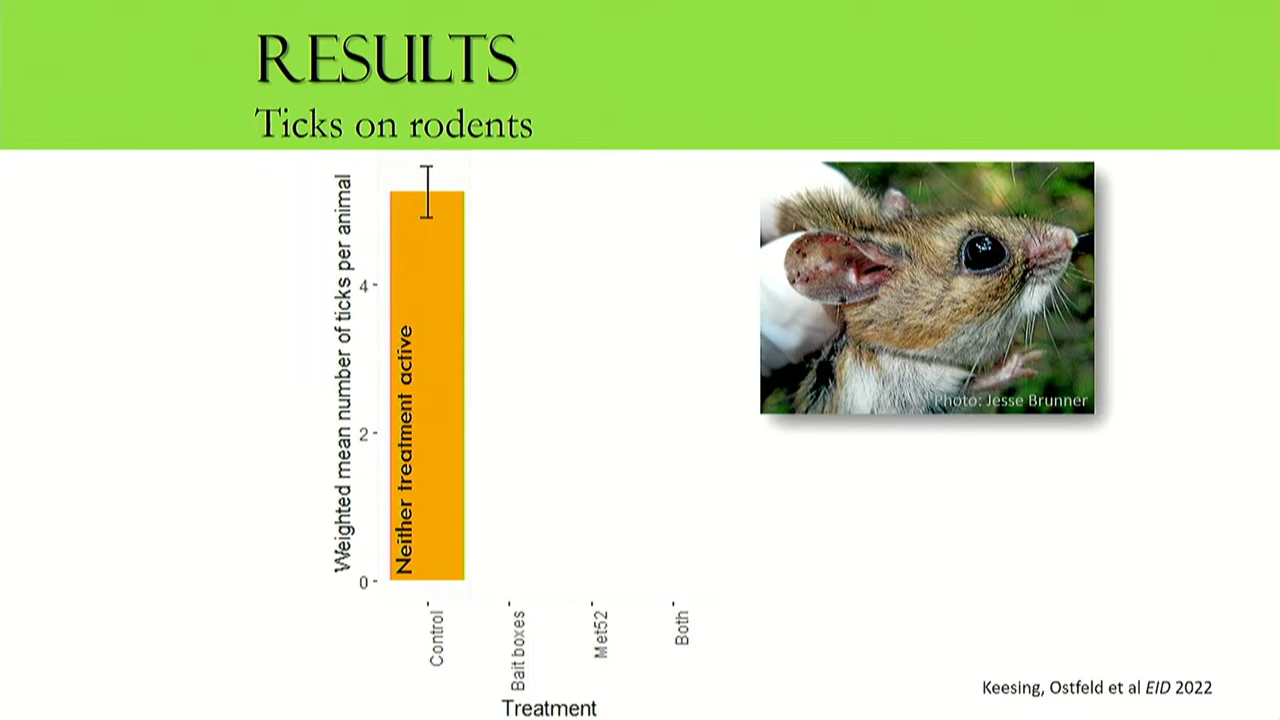 RESULTS
Ticks on rodents
Weighted mean number of ticks per animal
4
2
0
Neither treatment active
Control
Bait boxes
Met52
Both
Treatment
Photo: Jesse Brunner
Keesing, Ostfeld et al EID 2022